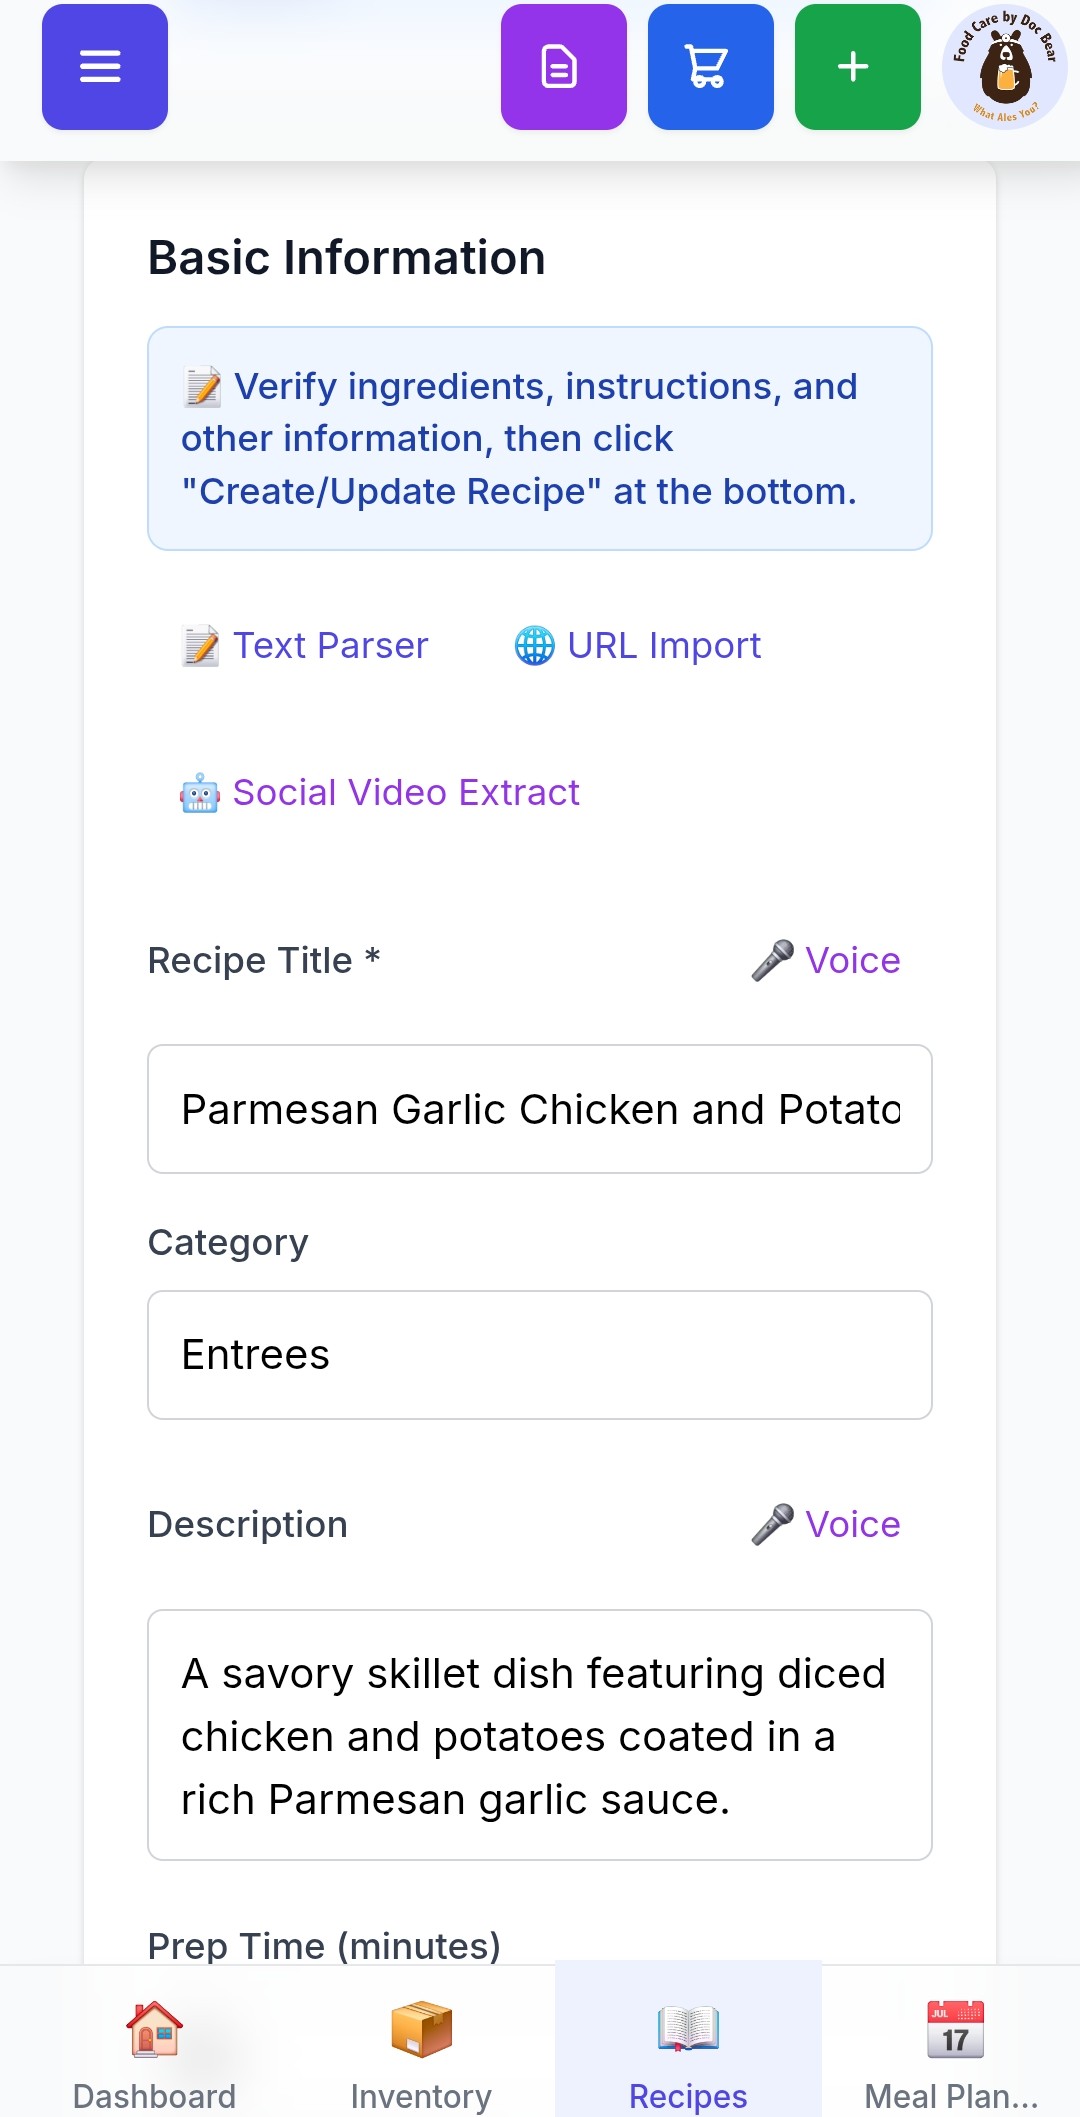 Food Care by Doc Bear
What Ales You?
Basic Information
📝 Verify ingredients, instructions, and
other information, then click
"Create/Update Recipe" at the bottom.
📝 Text Parser
🌐 URL Import
🤖 Social Video Extract
Recipe Title *
🎤 Voice
Parmesan Garlic Chicken and Potato
Category
Entrees
Description
🎤 Voice
A savory skillet dish featuring diced
chicken and potatoes coated in a
rich Parmesan garlic sauce.
Prep Time (minutes)
JUL
17
Dashboard
Inventory
Recipes
Meal Plan...